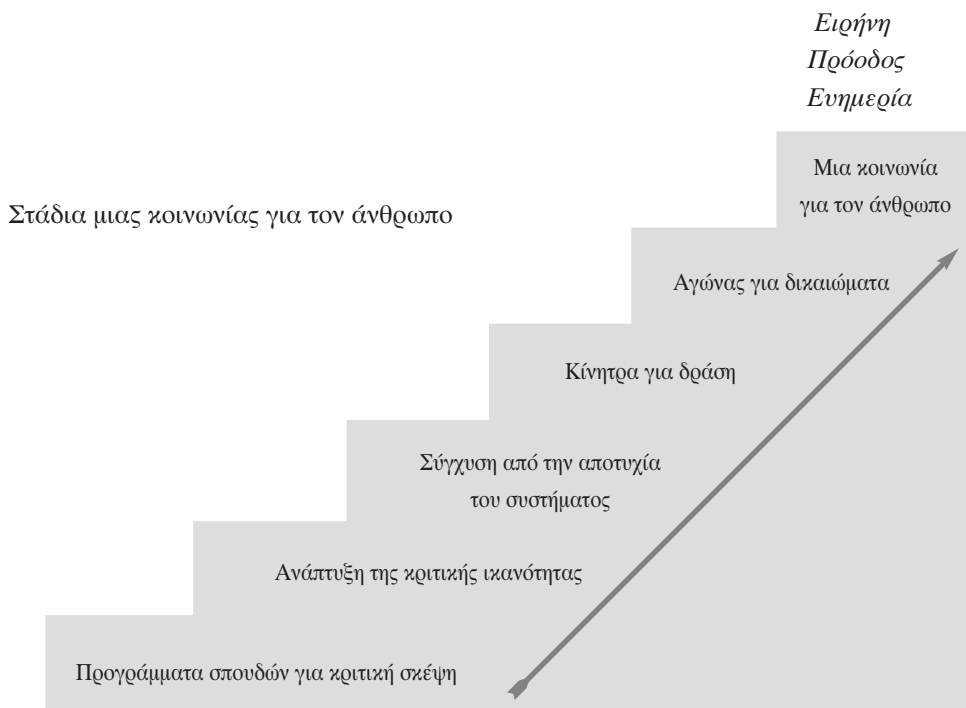 Ειρήνη
Πρόοδος
Ευημερία
Μια κοινωνία
για τον άνθρωπο
Στάδια μιας κοινωνίας για τον άνθρωπο
Αγώνας για δικαιώματα
Κίνητρα για δράση
Σύγχυση από την αποτυχία
του συστήματος
Ανάπτυξη της κριτικής ικανότητας
Προγράμματα σπουδών για κριτική σκέψη